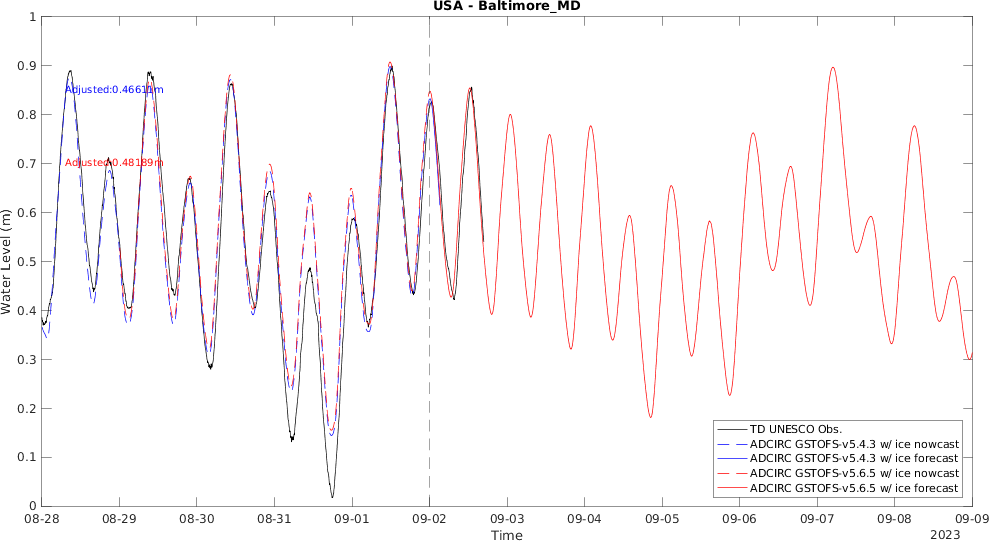 USA - Baltimore_MD
1
0.9
0.8
0.7
0.6
0.5
0.4
0.3
0.2
0.1
0
Water Level (m)
Adjusted:0.46611m
Adjusted:0.48189m
TD UNESCO Obs.
ADCIRC GSTOFS-v5.4.3 w/ ice nowcast
ADCIRC GSTOFS-v5.4.3 w/ ice forecast
ADCIRC GSTOFS-v5.6.5 w/ ice nowcast
ADCIRC GSTOFS-v5.6.5 w/ ice forecast
08-28 08-29 08-30 08-31 09-01 09-02 09-03 09-04 09-05 09-06 09-07 09-08 09-09
Time
2023